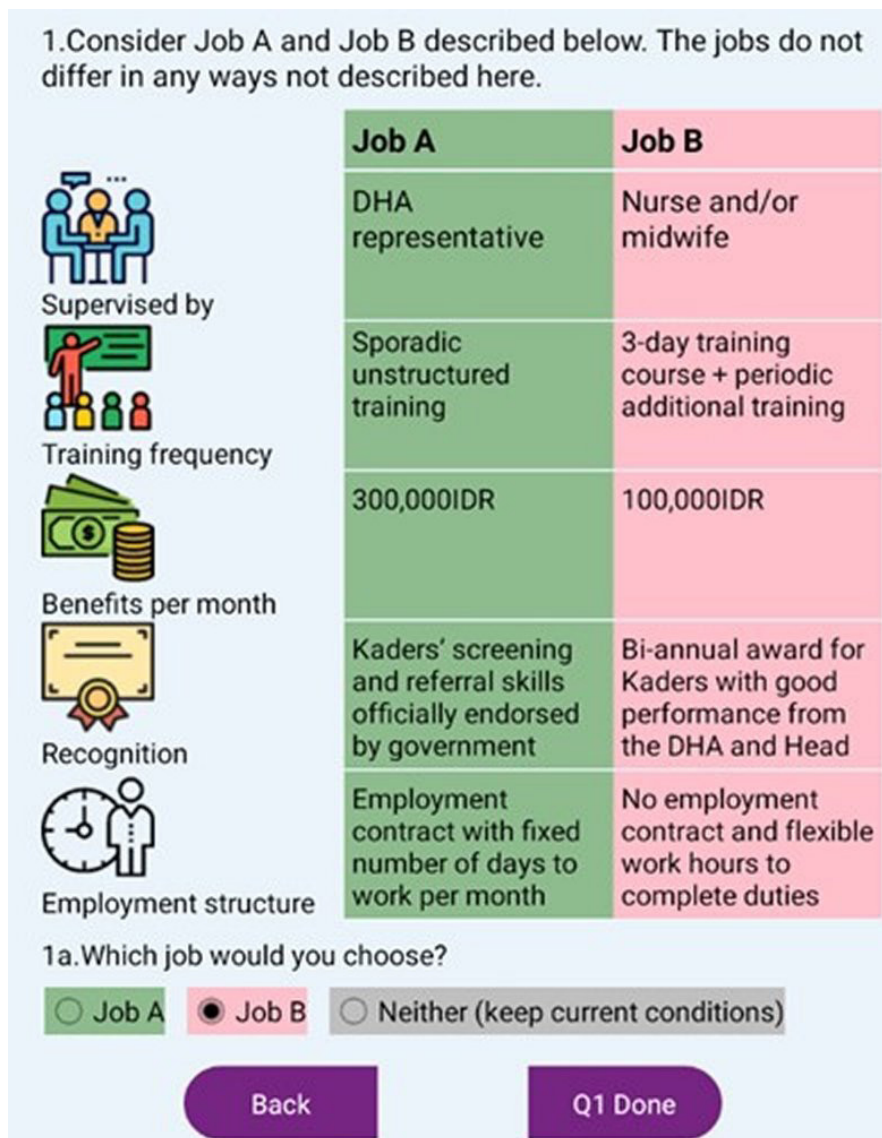 1.Consider Job A and Job B described below. The jobs do not
differ in any ways not described here.
Job A
Job B
Supervised by
DHA
representative
Nurse and/or
midwife
Training frequency
Sporadic
unstructured
training
3-day training
course + periodic
additional training
Benefits per month
300,000IDR
100,000IDR
Recognition
Kaders' screening
and referral skills
officially endorsed
by government
Bi-annual award for
Kaders with good
performance from
the DHA and Head
Employment structure
Employment
contract with fixed
number of days to
work per month
No employment
contract and flexible
work hours to
complete duties
1a.Which job would you choose?
Job A
Job B
Neither (keep current conditions)
Back
Q1 Done